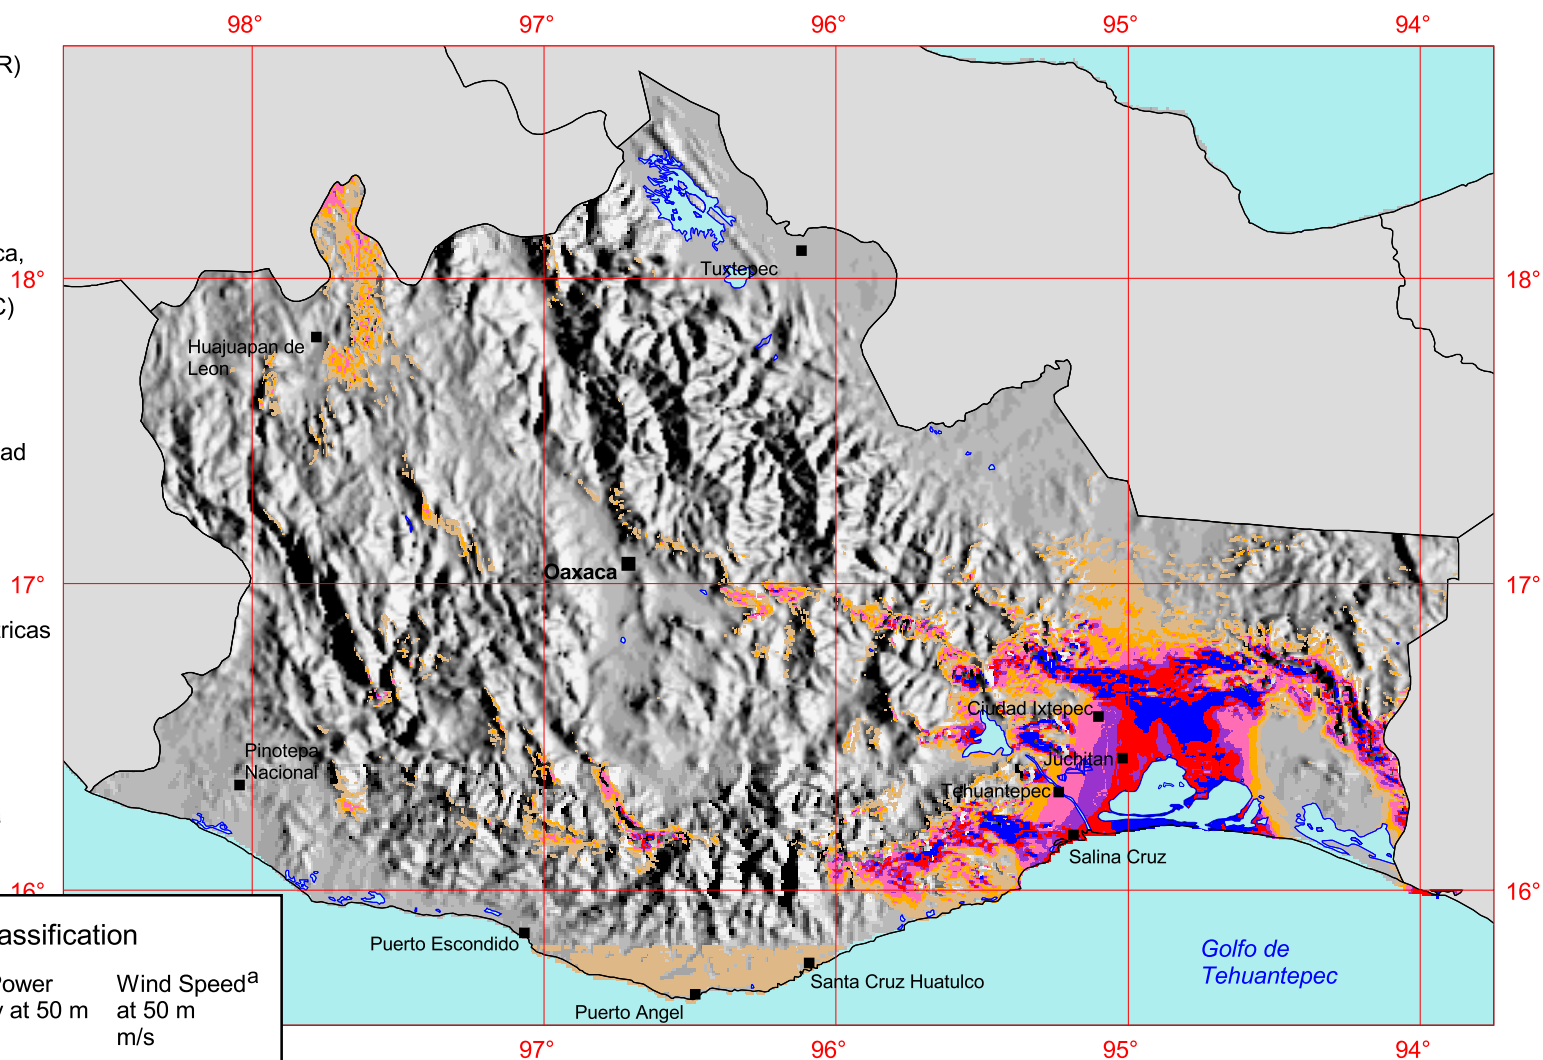 98°
97°
96°
95°
94°
R)
ca,
18°
18°
C)
Tuxtepec
Huajuapan de
Leon
ad
17°
17°
Oaxaca
tricas
Ciudad Ixtepec
Pinotepa
Nacional
Juchitan
Tehuantepec
Salina Cruz
16°
16°
assification
Puerto Escondido
Golfo de
Tehuantepec
Power
Wind Speedᵃ
Santa Cruz Huatulco
y at 50 m
at 50 m
Puerto Angel
m/s
97°
96°
95°
94°